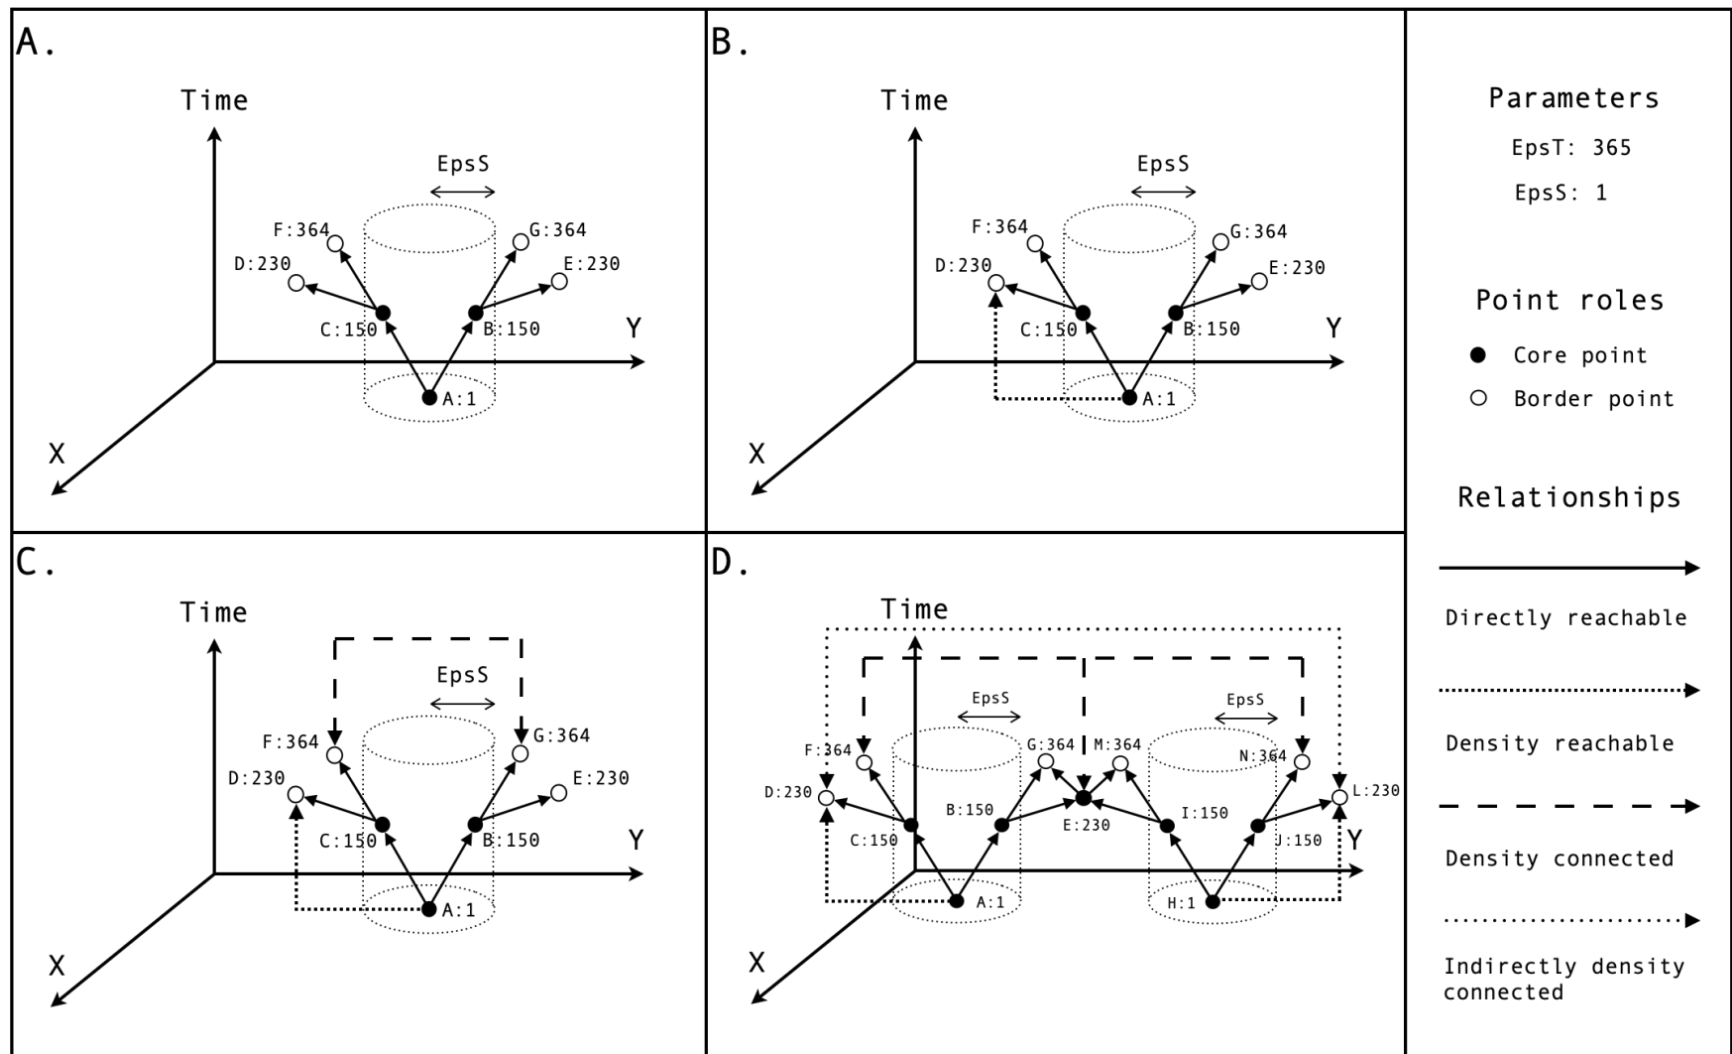 A.
Time
EpsS
F:364
G:364
D:230
E:230
C:150
B:150
Y
A:1
X
B.
Time
EpsS
F:364
G:364
D:230
E:230
C:150
B:150
Y
A:1
X
C.
Time
EpsS
F:364
G:364
D:230
E:230
C:150
B:150
Y
A:1
X
D.
Time
EpsS
EpsS
F:364
G:364
M:364
N:364
D:230
L:230
B:150
I:150
E:230
C:150
J:150
Y
A:1
H:1
X
Parameters
EpsT: 365
EpsS: 1
Point roles
Core point
Border point
Relationships
Directly reachable
Density reachable
Density connected
Indirectly density
connected